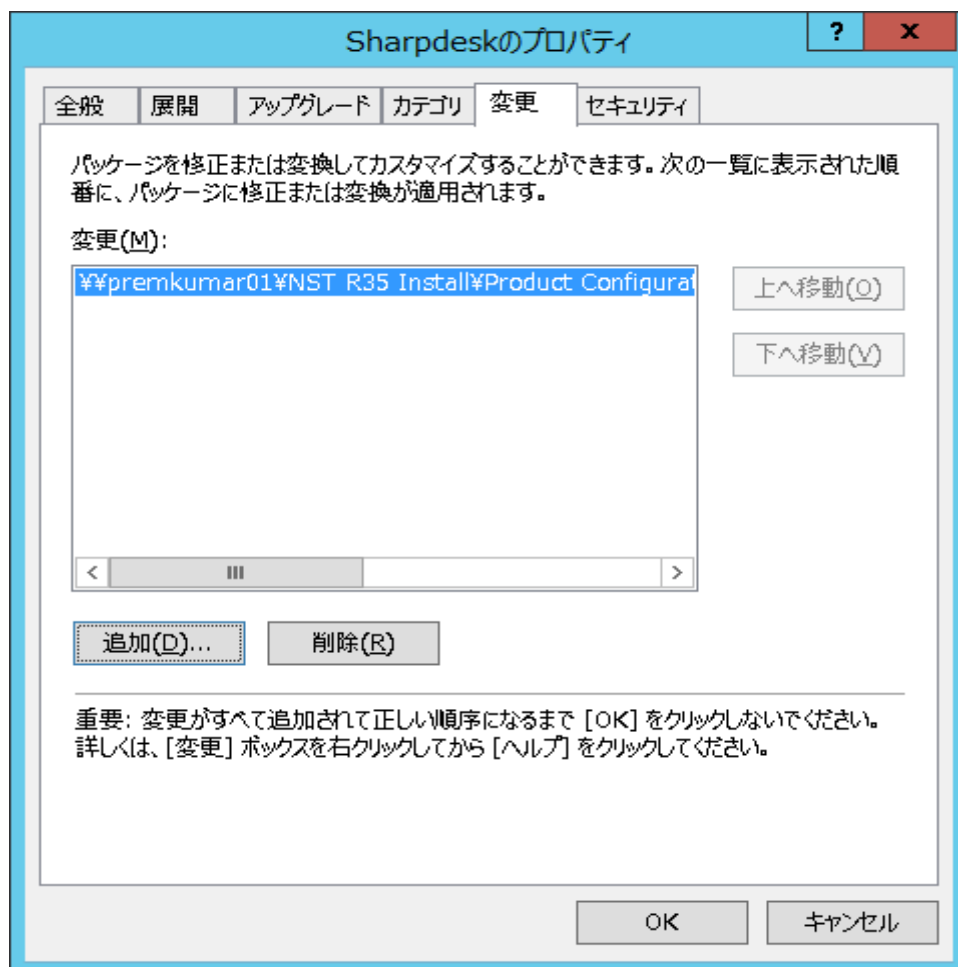 Sharpdeskのプロパティ
? x
全般 展開 アップグレード カテゴリ 変更 セキュリティ
パッケージを修正または変換してカスタマイズすることができます。次の一覧に表示された順
番に、パッケージに修正または変換が適用されます。
変更(M):
¥¥premkumar01¥NST R35 Install¥Product Configurat
上へ移動(O)
下へ移動(V)
追加(D)... 削除(R)
重要: 変更がすべて追加されて正しい順序になるまで [OK] をクリックしないでください。
詳しくは、[変更] ボックスを右クリックしてから [ヘルプ] をクリックしてください。
OK キャンセル